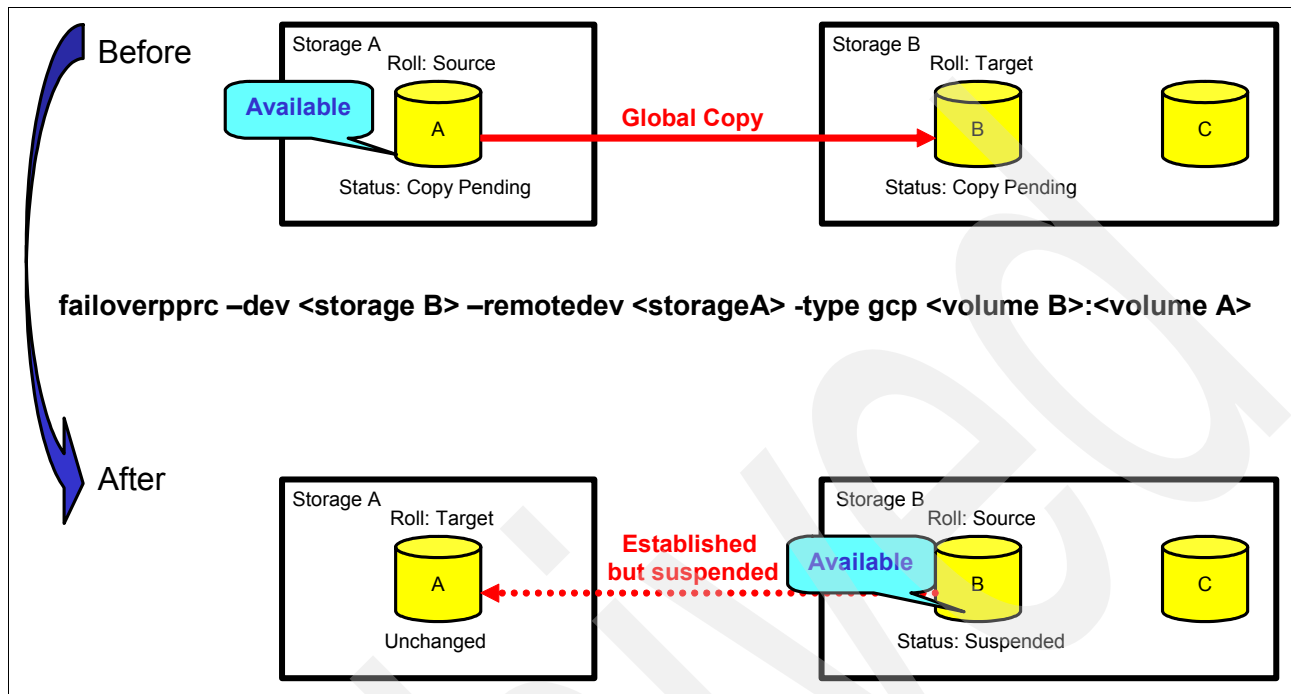 Before
Storage A
Roll: Source
Available
A
Status: Copy Pending
Global Copy
Storage B
Roll: Target
B
C
Status: Copy Pending
failoverpprc –dev <storage B> –remotedev <storageA> -type gcp <volume B>:<volume A>
After
Storage A
Roll: Target
A
Unchanged
Established
but suspended
Storage B
Roll: Source
Available
B
C
Status: Suspended